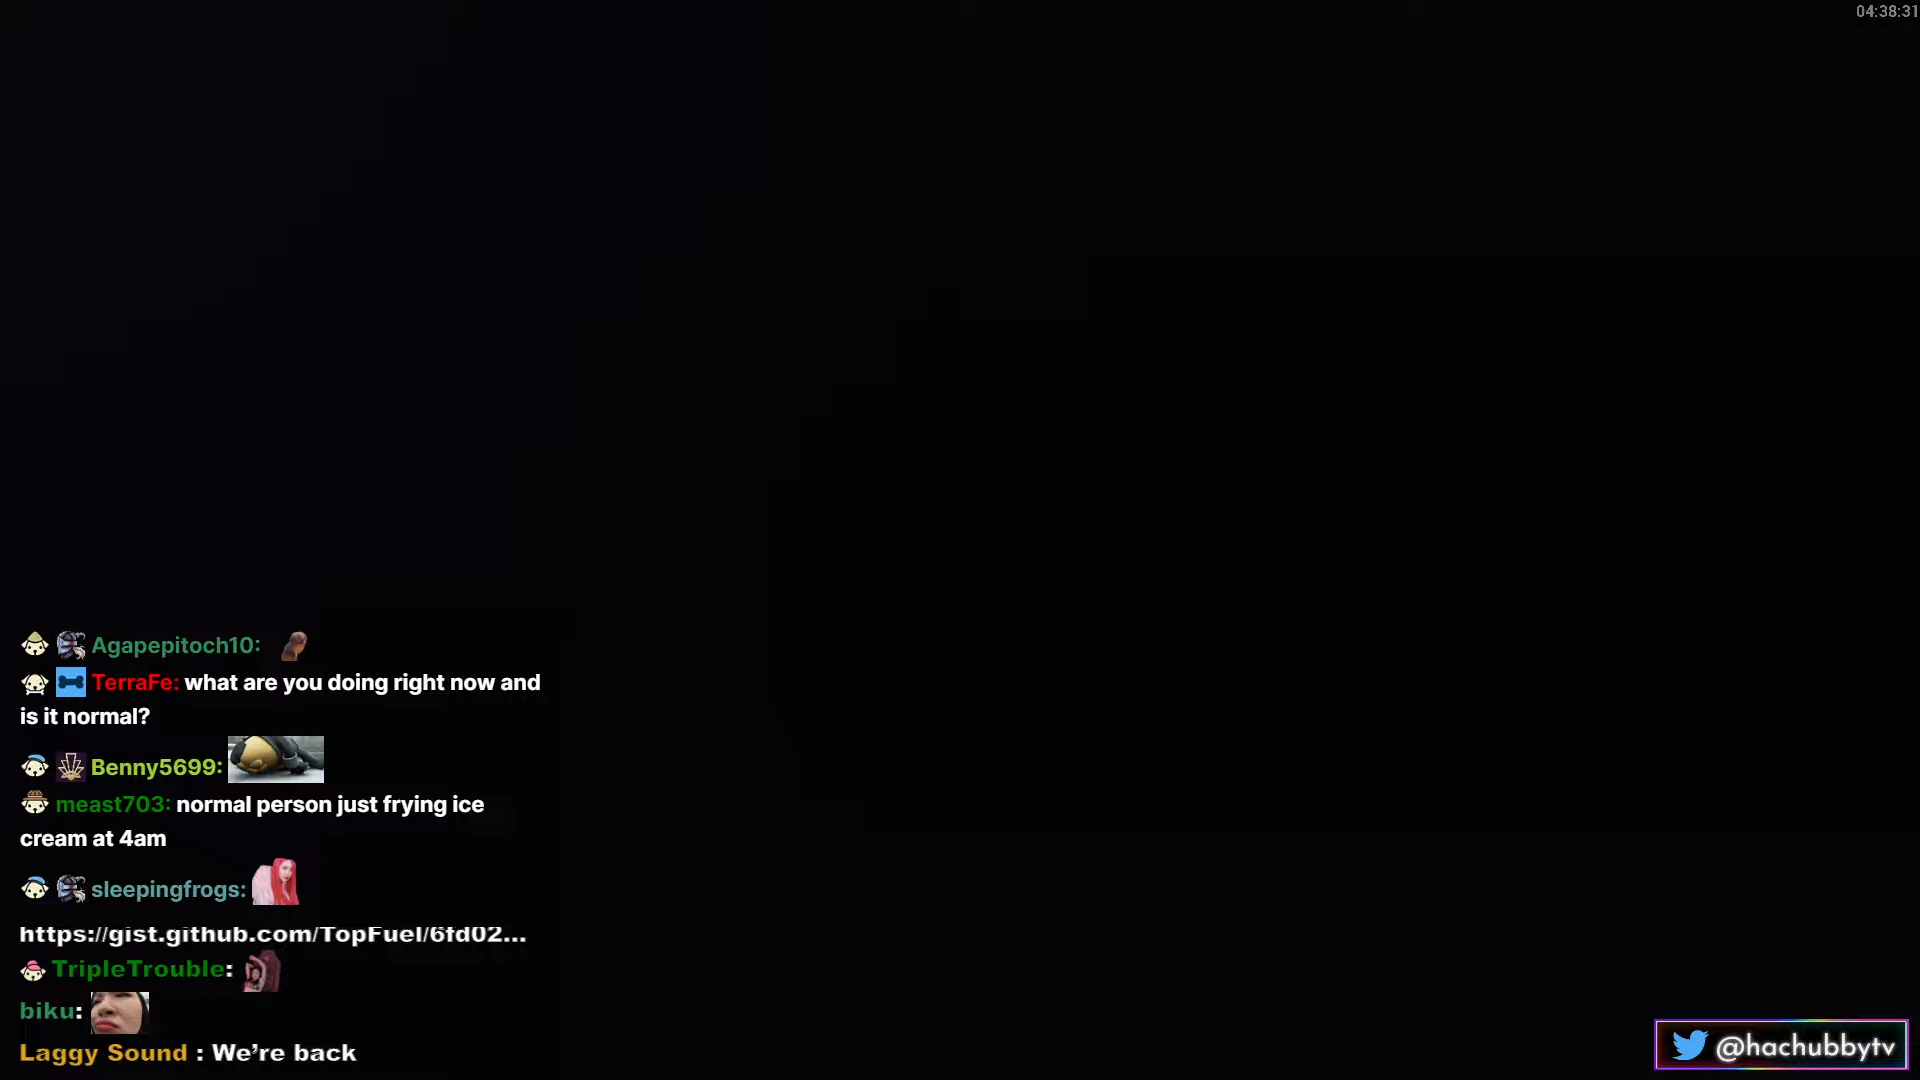 04:38:31
Agapepitoch10:
TerraFe: what are you doing right now and
is it normal?
Benny5699:
meast703: normal person just frying ice
cream at 4am
sleepingfrogs:
https://gist.github.com/TopFuel/6fd02...
TripleTrouble:
biku:
Laggy Sound : We’re back
@hachubbytv